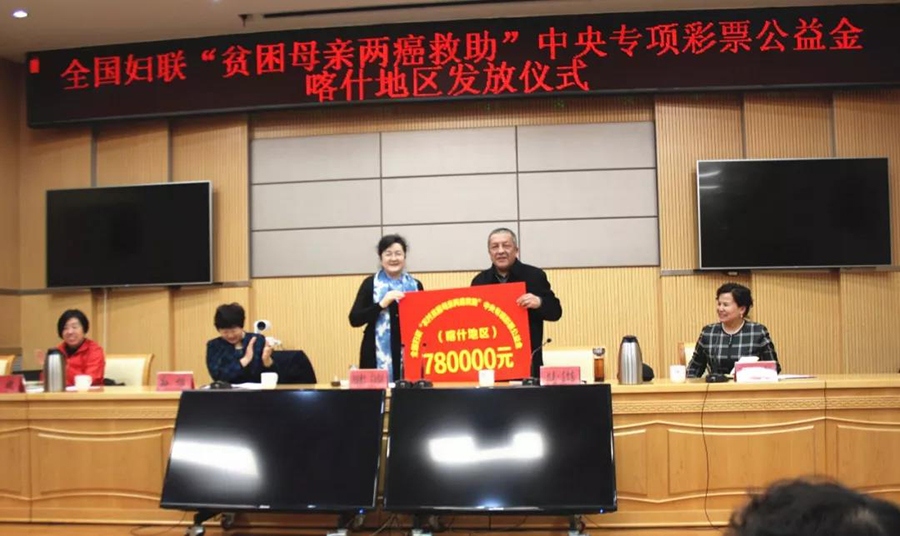 全国妇联“贫困母亲两癌救助”中央专项彩票公益金
喀什地区发放仪式
（喀什地区）
780000元